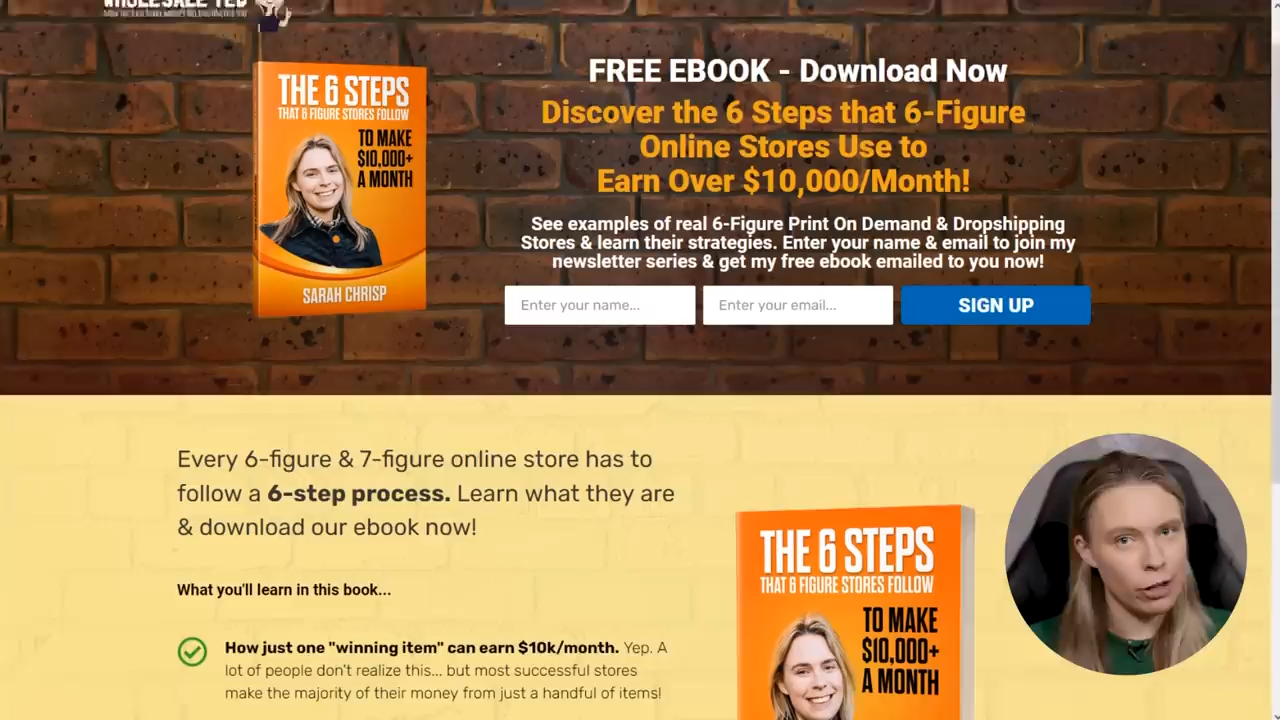 WHOLESALE TED
THE 6 STEPS
THAT 6 FIGURE STORES FOLLOW
TO MAKE
$10,000+
A MONTH
SARAH CHRISP
FREE EBOOK - Download Now
Discover the 6 Steps that 6-Figure
Online Stores Use to
Earn Over $10,000/Month!
See examples of real 6-Figure Print On Demand & Dropshipping
Stores & learn their strategies. Enter your name & email to join my
newsletter series & get my free ebook emailed to you now!
Enter your name...
Enter your email...
SIGN UP
Every 6-figure & 7-figure online store has to
follow a 6-step process. Learn what they are
& download our ebook now!
What you'll learn in this book...
How just one "winning item" can earn $10k/month. Yep. A
lot of people don't realize this... but most successful stores
make the majority of their money from just a handful of items!
THE 6 STEPS
THAT 6 FIGURE STORES FOLLOW
TO MAKE
$10,000+
A MONTH